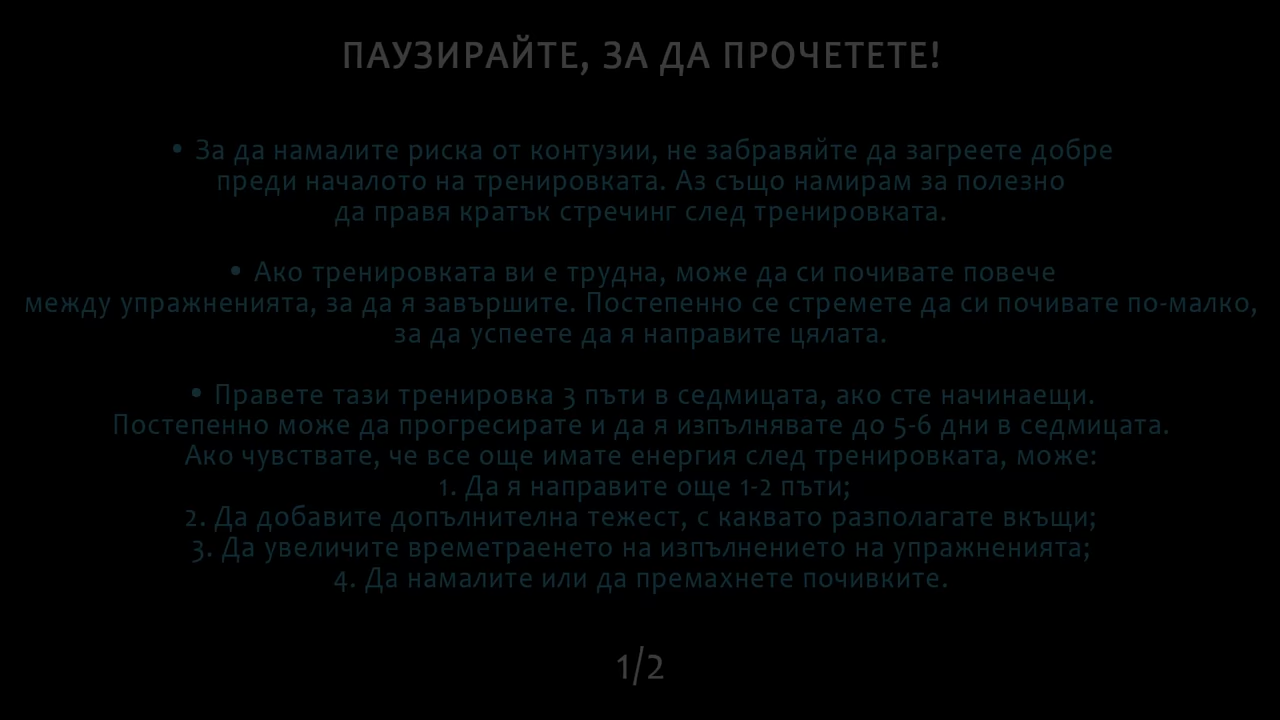 ПАУЗИРАЙТЕ, ЗА ДА ПРОЧЕТЕТЕ!
• За да намалите риска от контузии, не забравяйте да загреете добре
преди началото на тренировката. Аз също намирам за полезно
да правя кратък стречинг след тренировката.
• Ако тренировката ви е трудна, може да си почивате повече
между упражненията, за да я завършите. Постепенно се стремете да си почивате по-малко,
за да успеете да я направите цялата.
• Правете тази тренировка 3 пъти в седмицата, ако сте начинаещи.
Постепенно може да прогресирате и да я изпълнявате до 5-6 дни в седмицата.
Ако чувствате, че все още имате енергия след тренировката, може:
1. Да я направите още 1-2 пъти;
2. Да добавите допълнителна тежест, с каквато разполагате вкъщи;
3. Да увеличите времетраенето на изпълнението на упражненията;
4. Да намалите или да премахнете почивките.
1/2